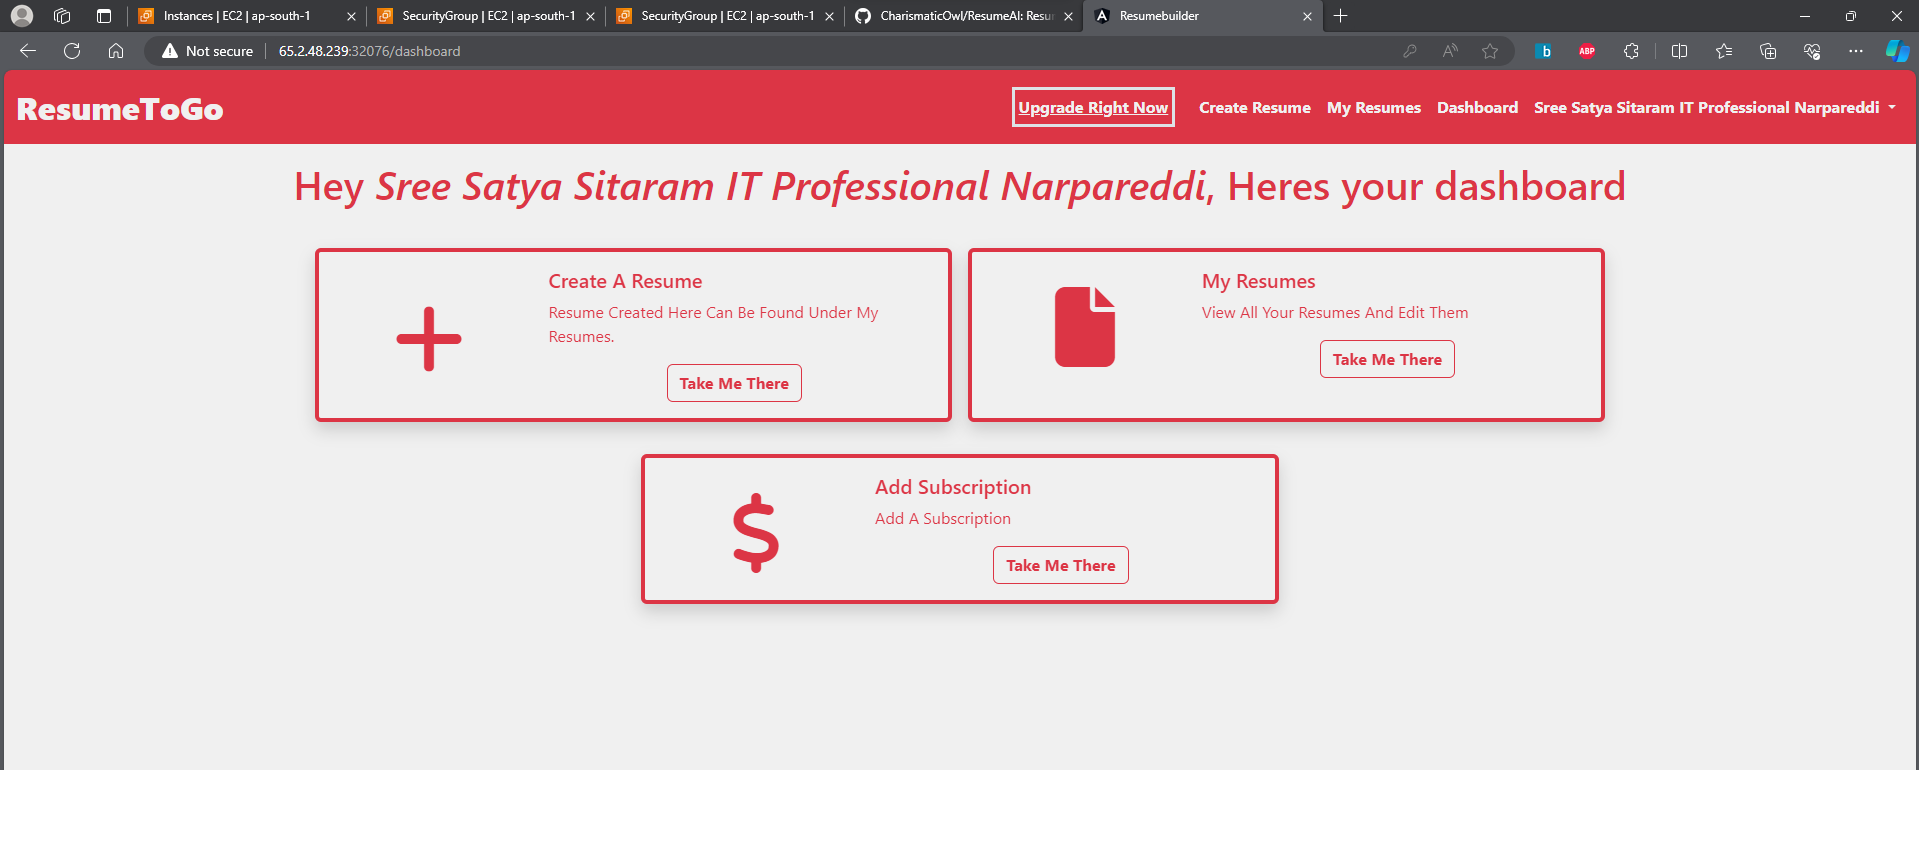 Instances | EC2 | ap-south-1
SecurityGroup | EC2 | ap-south-1
SecurityGroup | EC2 | ap-south-1
CharismaticOwl/ResumeAI: Resum
Resumebuilder
Not secure
65.2.48.239:32076/dashboard
b
ABP
ResumeToGo
Upgrade Right Now
Create Resume
My Resumes
Dashboard
Sree Satya Sitaram IT Professional Narpareddi
Hey Sree Satya Sitaram IT Professional Narpareddi, Heres your dashboard
Create A Resume
Resume Created Here Can Be Found Under My
Resumes.
Take Me There
My Resumes
View All Your Resumes And Edit Them
Take Me There
Add Subscription
Add A Subscription
Take Me There